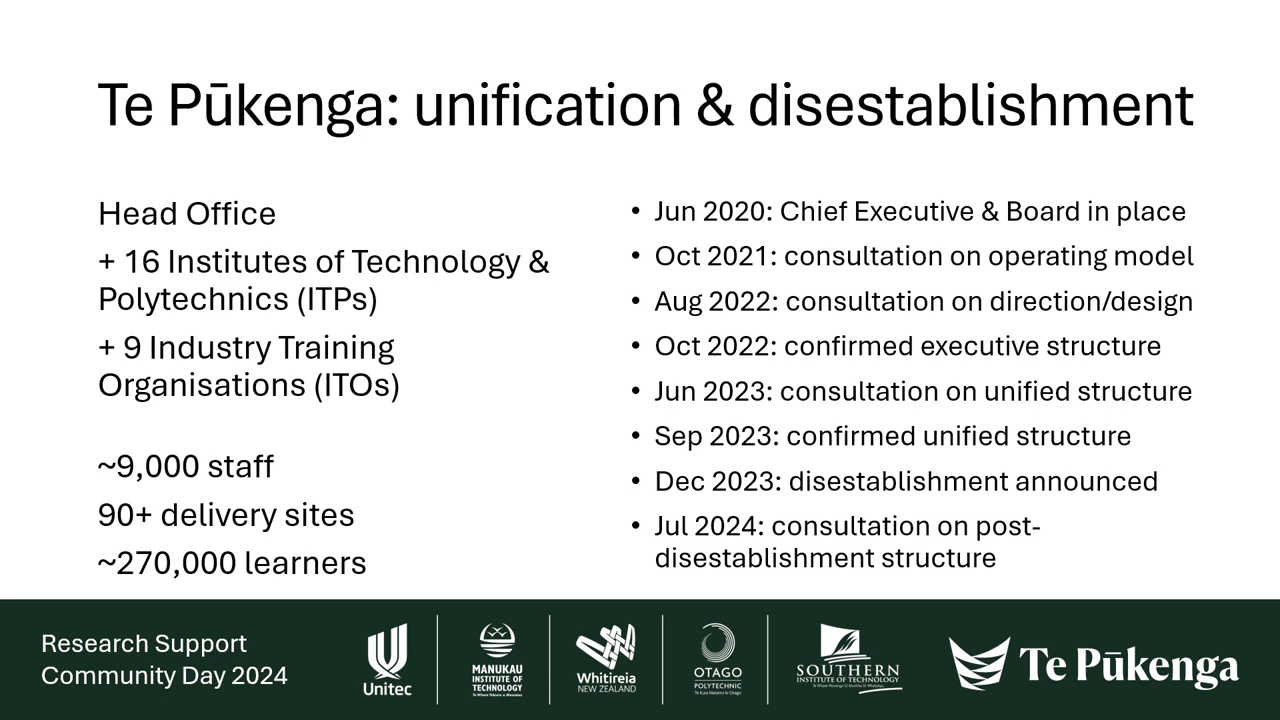 Te Pūkenga: unification & disestablishment
Head Office
+ 16 Institutes of Technology &
Polytechnics (ITPs)
+ 9 Industry Training
Organisations (ITOs)
~9,000 staff
90+ delivery sites
~270,000 learners
• Jun 2020: Chief Executive & Board in place
• Oct 2021: consultation on operating model
• Aug 2022: consultation on direction/design
• Oct 2022: confirmed executive structure
• Jun 2023: consultation on unified structure
• Sep 2023: confirmed unified structure
• Dec 2023: disestablishment announced
• Jul 2024: consultation on post-
disestablishment structure
Research Support
Community Day 2024
Unitec
MANUKAU
INSTITUTE OF
TECHNOLOGY
Whitireia
NEW ZEALAND
OTAGO
POLYTECHNIC
SOUTHERN
INSTITUTE OF TECHNOLOGY
Te Pūkenga